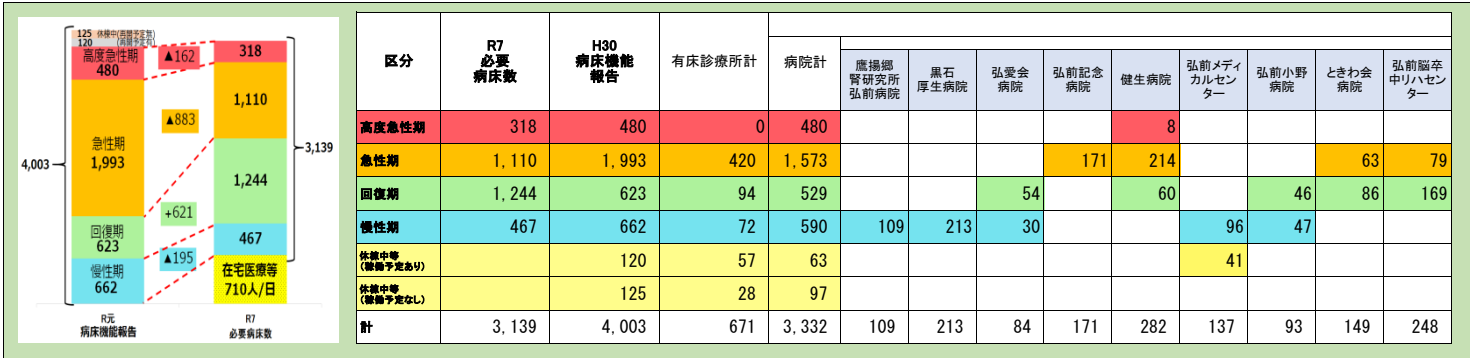 125 休棟中(再開予定無)
120 (再開予定有)
高度急性期
480
▲162
318
急性期
1,993
▲883
1,110
4,003
3,139
1,244
+621
回復期
623
467
▲195
慢性期
662
在宅医療等
710人/日
R元
病床機能報告
R7
必要病床数
区分 R7 必要 病床数 H30 病床機能 報告 有床診療所計 病院計
鷹揚郷 腎研究所 弘前病院 黒石 厚生病院 弘愛会 病院 弘前記念 病院 健生病院 弘前メディ カルセン ター 弘前小野 病院 ときわ会 病院 弘前脳卒 中リハセン ター
高度急性期 318 480 0 480 8
急性期 1,110 1,993 420 1,573 171 214 63 79
回復期 1,244 623 94 529 54 60 46 86 169
慢性期 467 662 72 590 109 213 30 96 47
休棟中等
(稼働予定あり) 120 57 63 41
休棟中等
(稼働予定なし) 125 28 97
計 3,139 4,003 671 3,332 109 213 84 171 282 137 93 149 248